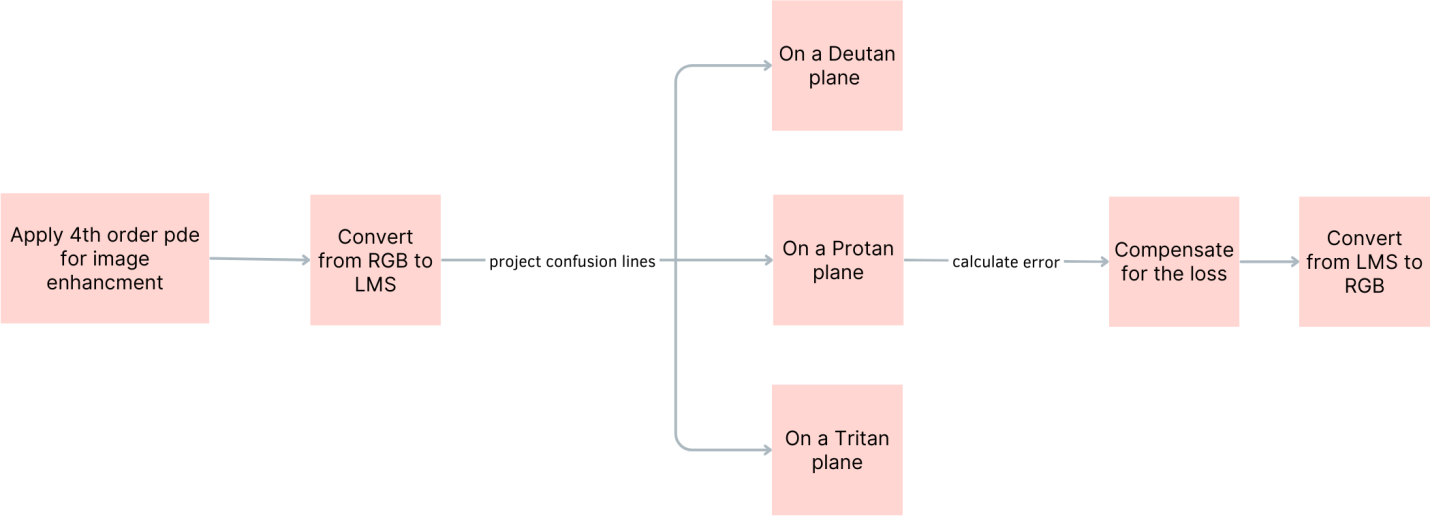 Apply 4th order pde
for image
enhancment
Convert
from RGB to
LMS
project confusion lines
On a Deutan
plane
On a Protan
plane
On a Tritan
plane
calculate error
Compensate
for the loss
Convert
from LMS to
RGB